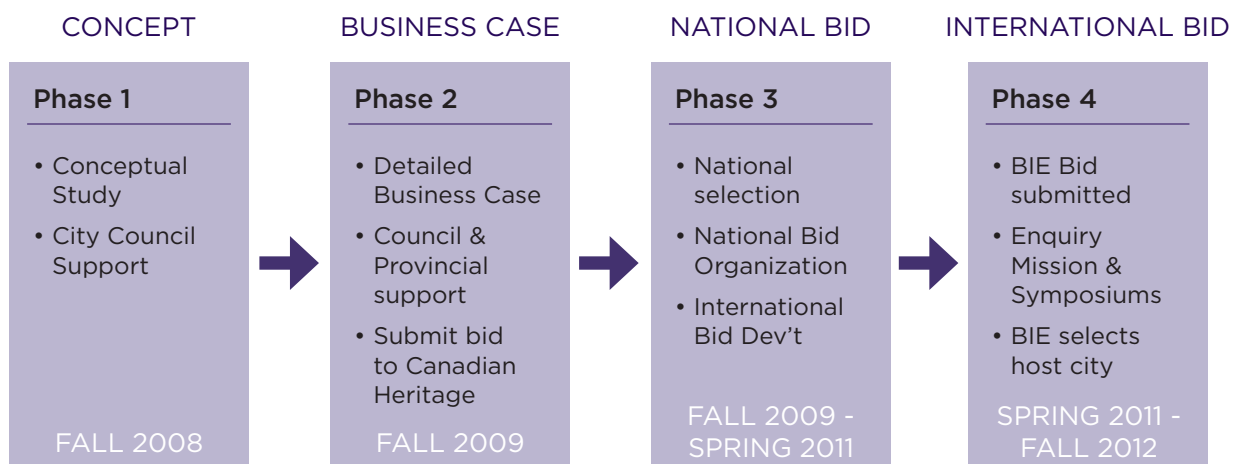 CONCEPT
Phase 1
• Conceptual
Study
• City Council
Support
FALL 2008
BUSINESS CASE
Phase 2
• Detailed
Business Case
• Council &
Provincial
support
• Submit bid
to Canadian
Heritage
FALL 2009
NATIONAL BID
Phase 3
• National
selection
• National Bid
Organization
• International
Bid Dev’t
FALL 2009 -
SPRING 2011
INTERNATIONAL BID
Phase 4
• BIE Bid
submitted
• Enquiry
Mission &
Symposiums
• BIE selects
host city
SPRING 2011 -
FALL 2012